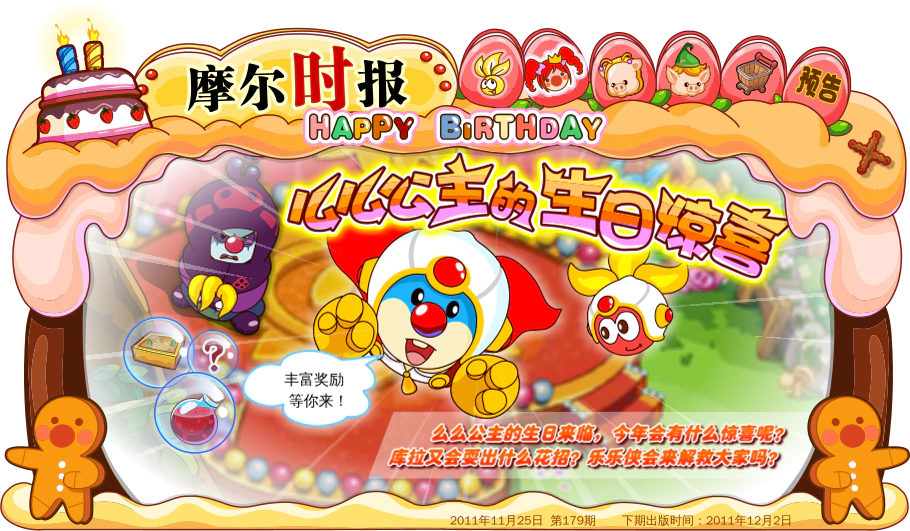 摩尔时报
HAPPY BIRTHDAY
预告
么么公主的生日惊喜
?
丰富奖励
等你来！
么么公主的生日来临，今年会有什么惊喜呢？
库拉又会耍出什么花招？乐乐侠会来解救大家吗？
2011年11月25日 第179期 下期出版时间：2011年12月2日